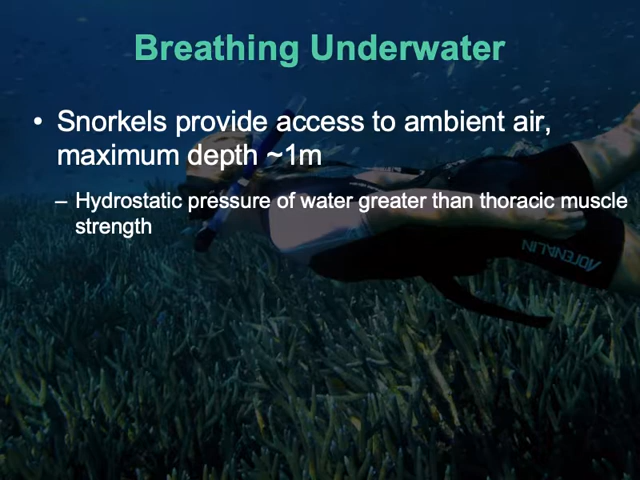 Breathing Underwater
• Snorkels provide access to ambient air,
maximum depth ~1m
– Hydrostatic pressure of water greater than thoracic muscle
strength
ADRENALIN